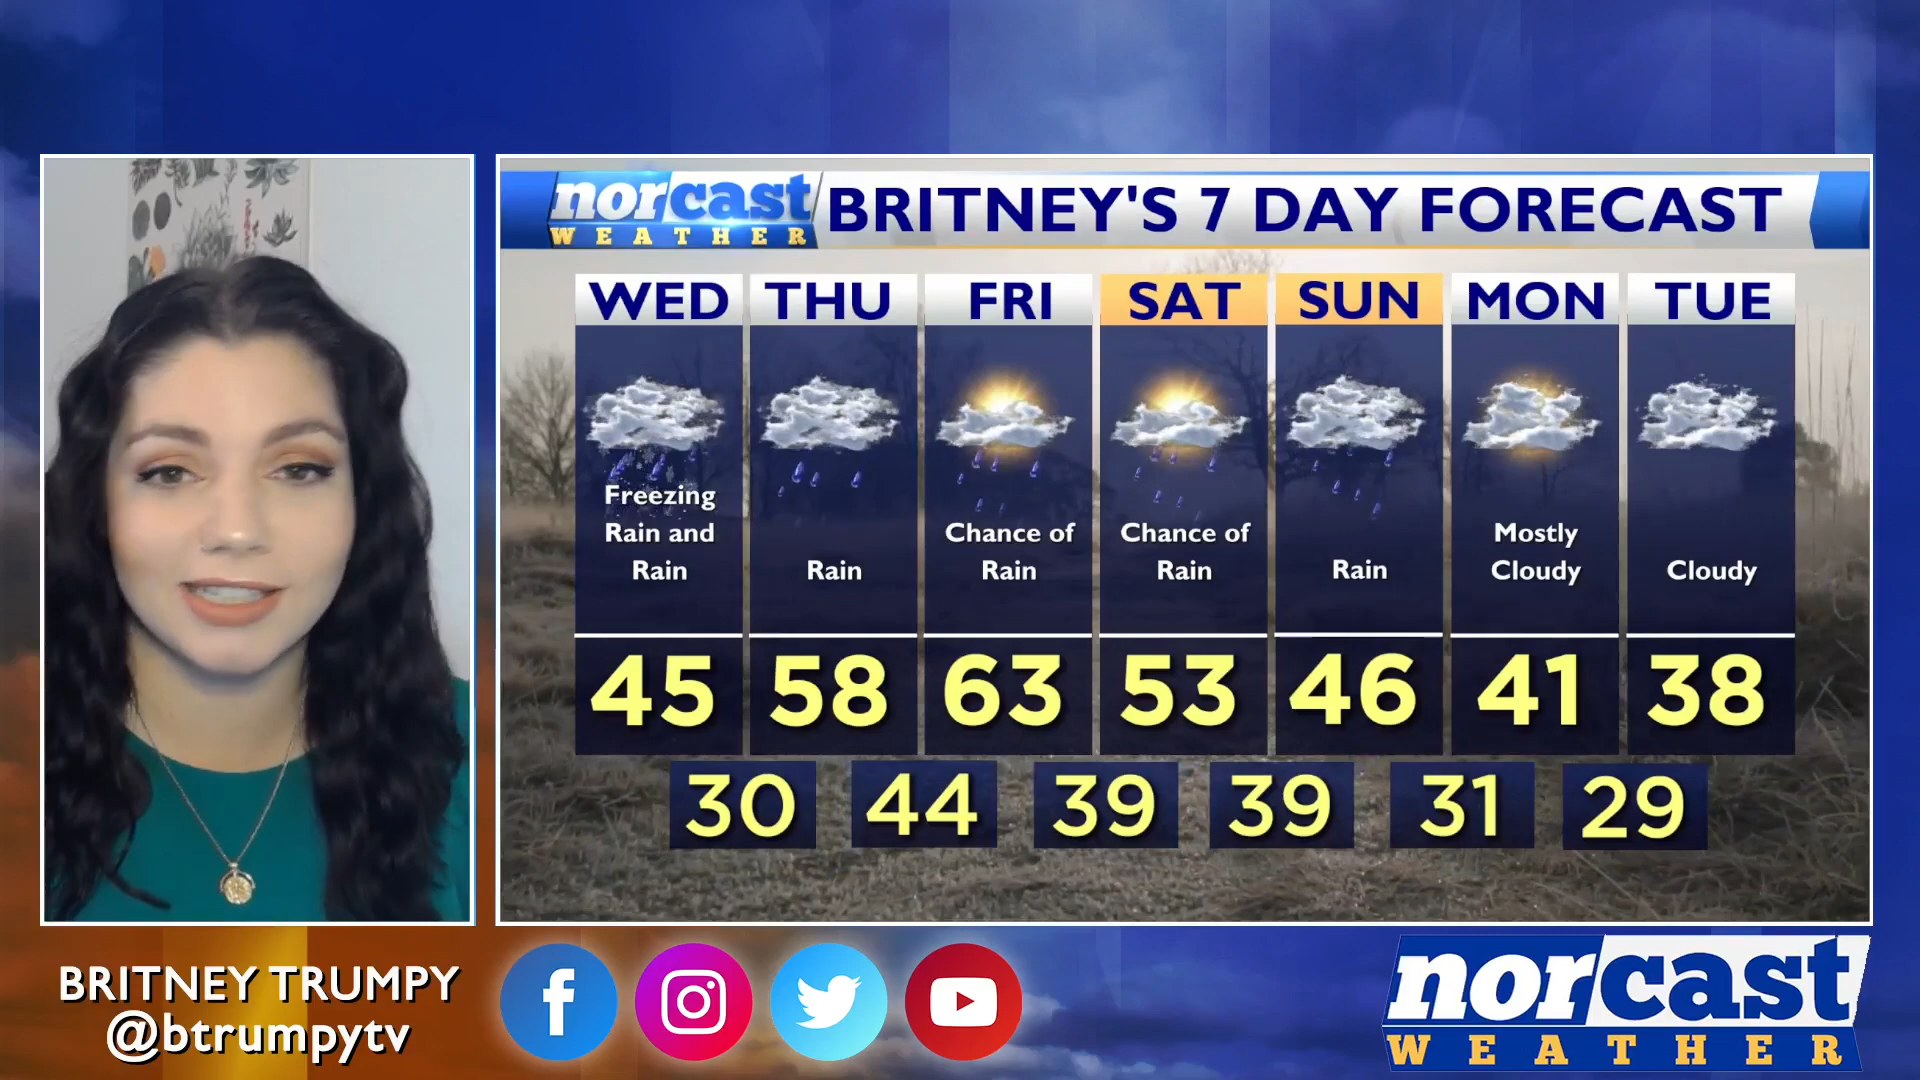 norcast
WEATHER
BRITNEY'S 7 DAY FORECAST
WED THU FRI SAT SUN MON TUE
Freezing
Rain and
Rain
Rain
Chance of
Rain
Chance of
Rain
Rain
Mostly
Cloudy
Cloudy
45 58 63 53 46 41 38
30 44 39 39 31 29
BRITNEY TRUMPY
@btrumpytv
f
norcast
WEATHER